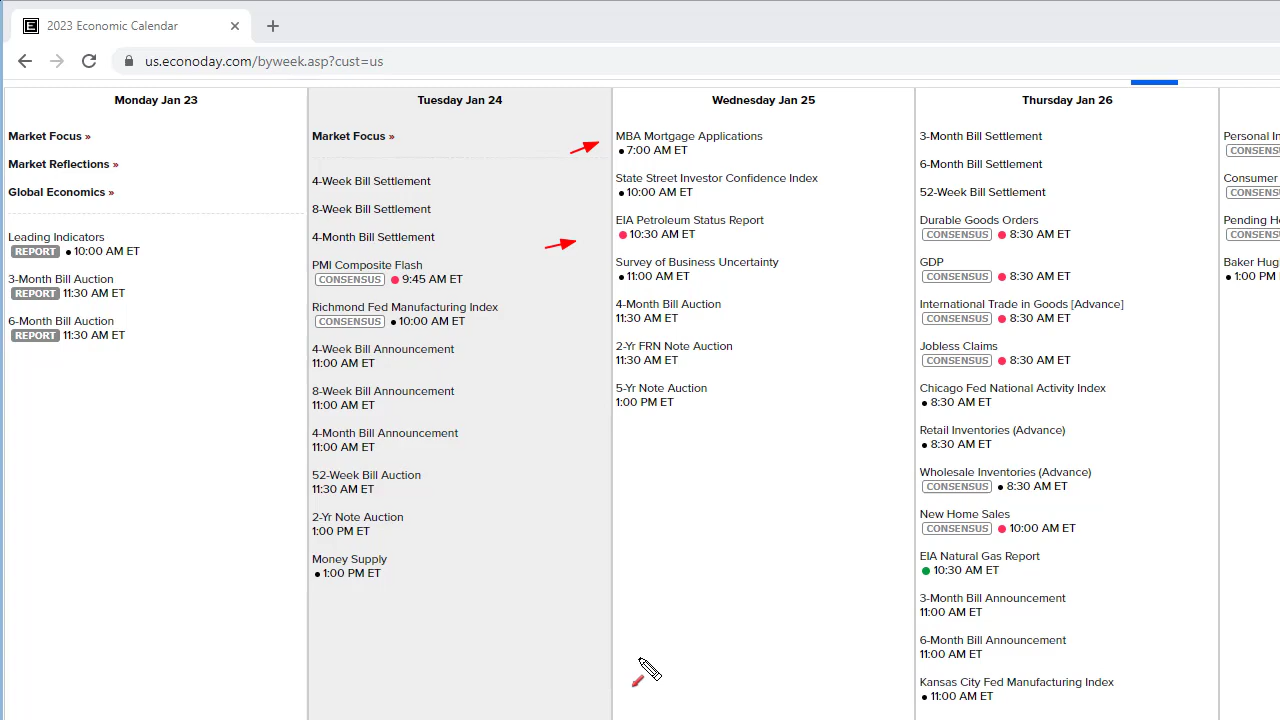 2023 Economic Calendar
us.econoday.com/byweek.asp?cust=us
Monday Jan 23
Market Focus »
Market Reflections »
Global Economics »
Leading Indicators
REPORT 10:00 AM ET
3-Month Bill Auction
REPORT 11:30 AM ET
6-Month Bill Auction
REPORT 11:30 AM ET
Tuesday Jan 24
Market Focus »
4-Week Bill Settlement
8-Week Bill Settlement
4-Month Bill Settlement
PMI Composite Flash
CONSENSUS 9:45 AM ET
Richmond Fed Manufacturing Index
CONSENSUS 10:00 AM ET
4-Week Bill Announcement
11:00 AM ET
8-Week Bill Announcement
11:00 AM ET
4-Month Bill Announcement
11:00 AM ET
52-Week Bill Auction
11:30 AM ET
2-Yr Note Auction
1:00 PM ET
Money Supply
1:00 PM ET
Wednesday Jan 25
MBA Mortgage Applications
7:00 AM ET
State Street Investor Confidence Index
10:00 AM ET
EIA Petroleum Status Report
10:30 AM ET
Survey of Business Uncertainty
11:00 AM ET
4-Month Bill Auction
11:30 AM ET
2-Yr FRN Note Auction
11:30 AM ET
5-Yr Note Auction
1:00 PM ET
Thursday Jan 26
3-Month Bill Settlement
6-Month Bill Settlement
52-Week Bill Settlement
Durable Goods Orders
CONSENSUS 8:30 AM ET
GDP
CONSENSUS 8:30 AM ET
International Trade in Goods [Advance]
CONSENSUS 8:30 AM ET
Jobless Claims
CONSENSUS 8:30 AM ET
Chicago Fed National Activity Index
8:30 AM ET
Retail Inventories (Advance)
8:30 AM ET
Wholesale Inventories (Advance)
CONSENSUS 8:30 AM ET
New Home Sales
CONSENSUS 10:00 AM ET
EIA Natural Gas Report
10:30 AM ET
3-Month Bill Announcement
11:00 AM ET
6-Month Bill Announcement
11:00 AM ET
Kansas City Fed Manufacturing Index
11:00 AM ET
Personal
Consumer
Pending
Baker
1:00 PM